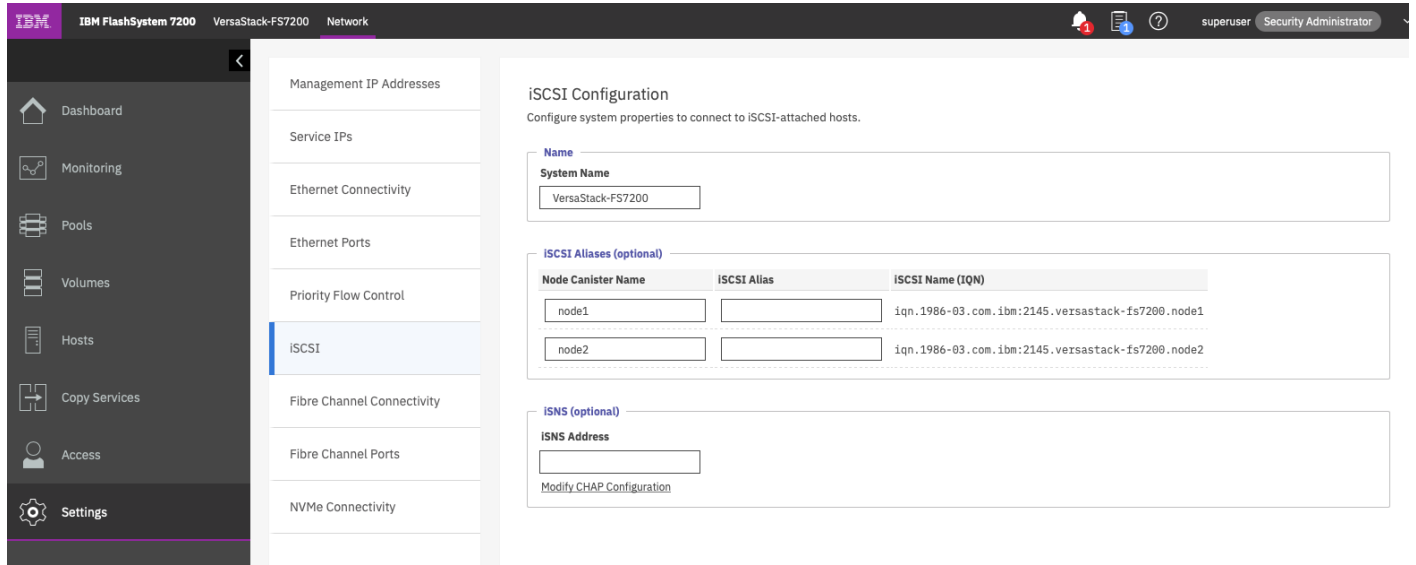 IBM IBM FlashSystem 7200 VersaStack-FS7200 Network 1 1 ? superuser Security Administrator
Dashboard
Monitoring
Pools
Volumes
Hosts
Copy Services
Access
Settings
Management IP Addresses
Service IPs
Ethernet Connectivity
Ethernet Ports
Priority Flow Control
iSCSI
Fibre Channel Connectivity
Fibre Channel Ports
NVMe Connectivity
iSCSI Configuration
Configure system properties to connect to iSCSI-attached hosts.
Name
System Name
VersaStack-FS7200
iSCSI Aliases (optional)
Node Canister Name iSCSI Alias iSCSI Name (IQN)
node1 iqn.1986-03.com.ibm:2145.versastack-fs7200.node1
node2 iqn.1986-03.com.ibm:2145.versastack-fs7200.node2
iSNS (optional)
iSNS Address
Modify CHAP Configuration